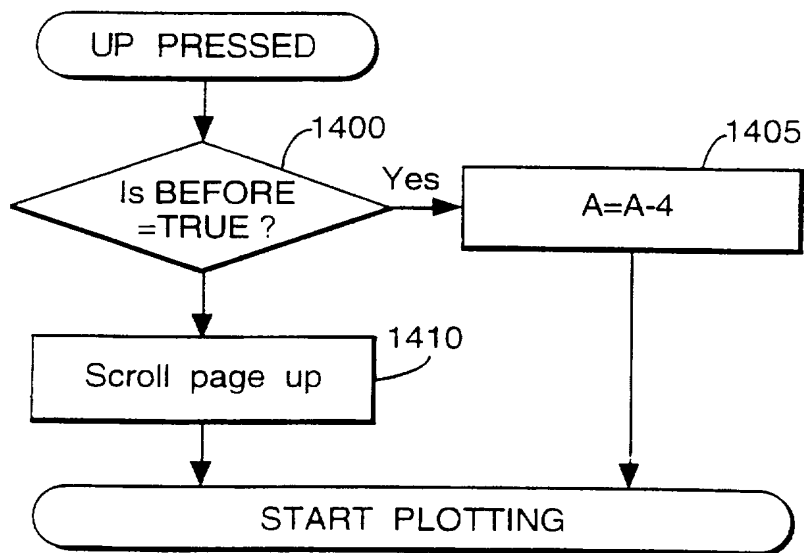 UP PRESSED
1400
Is BEFORE
=TRUE ?
Yes
1405
A=A-4
1410
Scroll page up
START PLOTTING